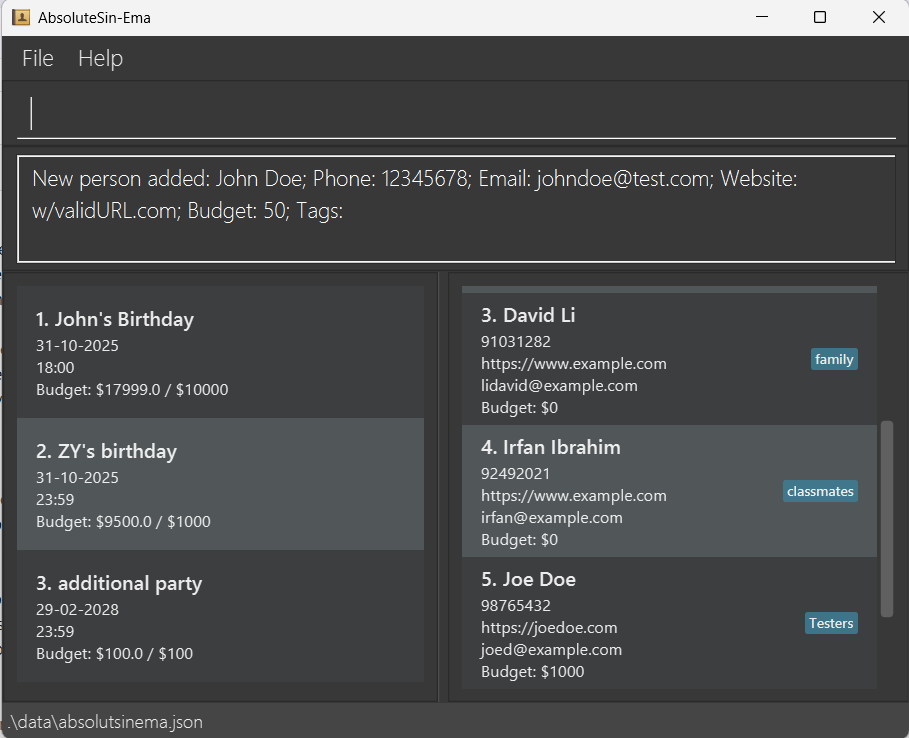 AbsoluteSin-Ema
File Help
New person added: John Doe; Phone: 12345678; Email: johndoe@test.com; Website:
w/validURL.com; Budget: 50; Tags:
1. John's Birthday
31-10-2025
18:00
Budget: $17999.0 / $10000
2. ZY's birthday
31-10-2025
23:59
Budget: $9500.0 / $1000
3. additional party
29-02-2028
23:59
Budget: $100.0 / $100
3. David Li
91031282
https://www.example.com
family
lidavid@example.com
Budget: $0
4. Irfan Ibrahim
92492021
https://www.example.com
classmates
irfan@example.com
Budget: $0
5. Joe Doe
98765432
https://joedoe.com
Testers
joed@example.com
Budget: $1000
.\data\absolutsinema.json